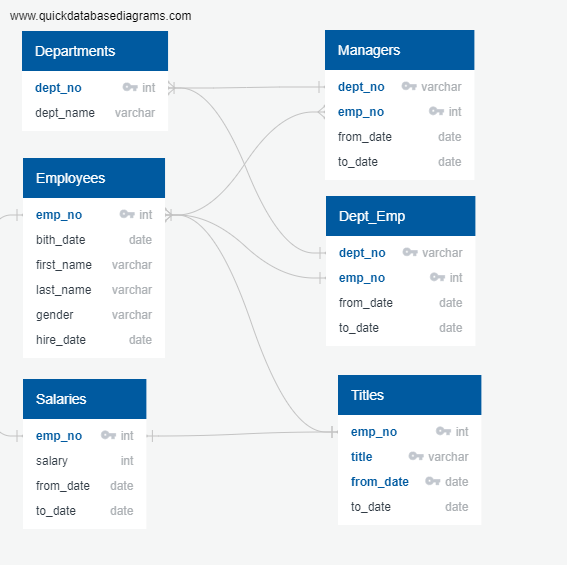 www.quickdatabasediagrams.com
Departments
dept_no int
dept_name varchar
Managers
dept_no varchar
emp_no int
from_date date
to_date date
Employees
emp_no int
bith_date date
first_name varchar
last_name varchar
gender varchar
hire_date date
Dept_Emp
dept_no varchar
emp_no int
from_date date
to_date date
Salaries
emp_no int
salary int
from_date date
to_date date
Titles
emp_no int
title varchar
from_date date
to_date date